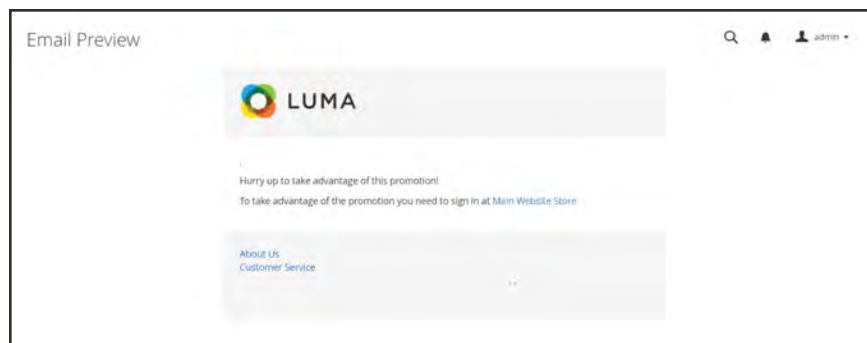 Email Preview
admin
LUMA
.
Hurry up to take advantage of this promotion!
To take advantage of the promotion you need to sign in at Main Website Store
About Us
Customer Service
, ,